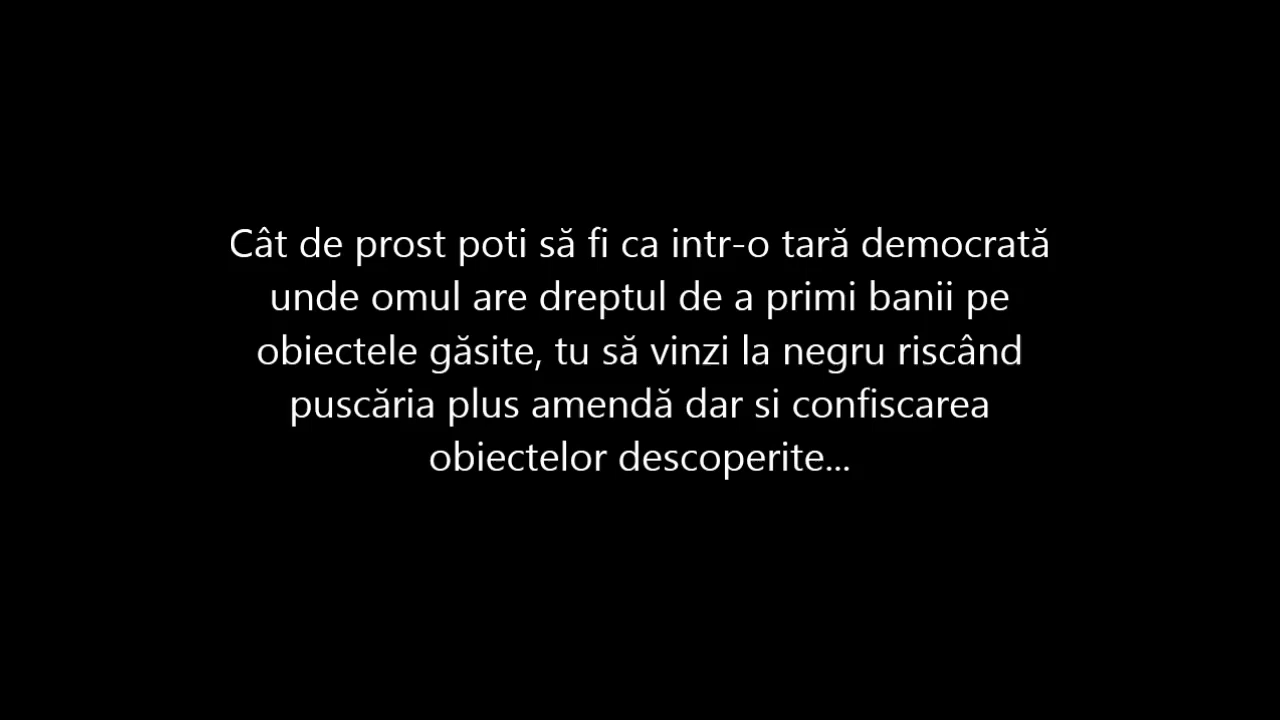 Cât de prost poti să fi ca intr-o tară democrată
unde omul are dreptul de a primi banii pe
obiectele găsite, tu să vinzi la negru riscând
puscăria plus amendă dar si confiscarea
obiectelor descoperite...